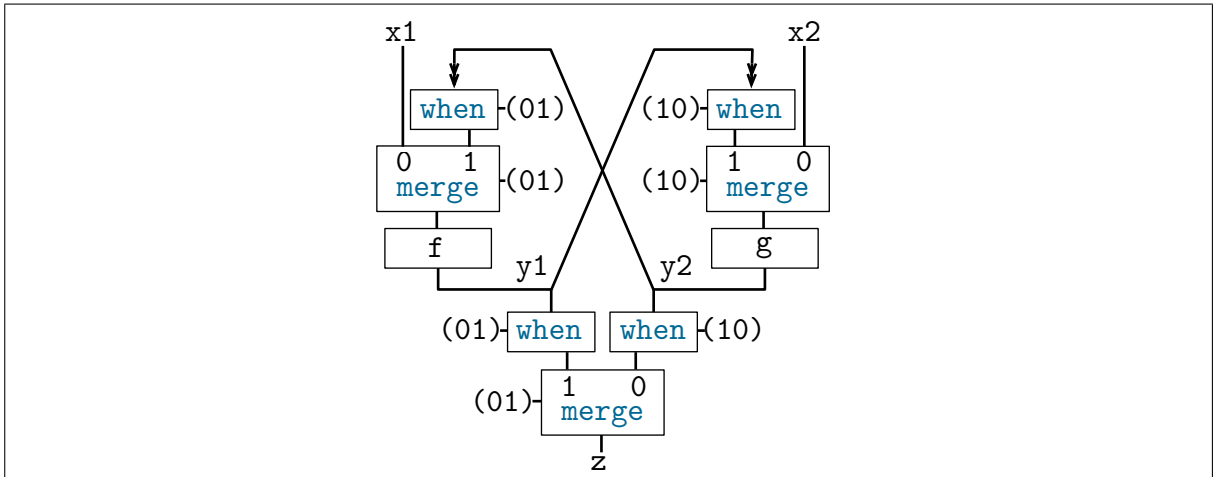 x1 x2
when (01) (10) when
0 1 1 0
merge (01) (10) merge
f g
y1 y2
(01) when when (10)
1 0
(01) merge
z